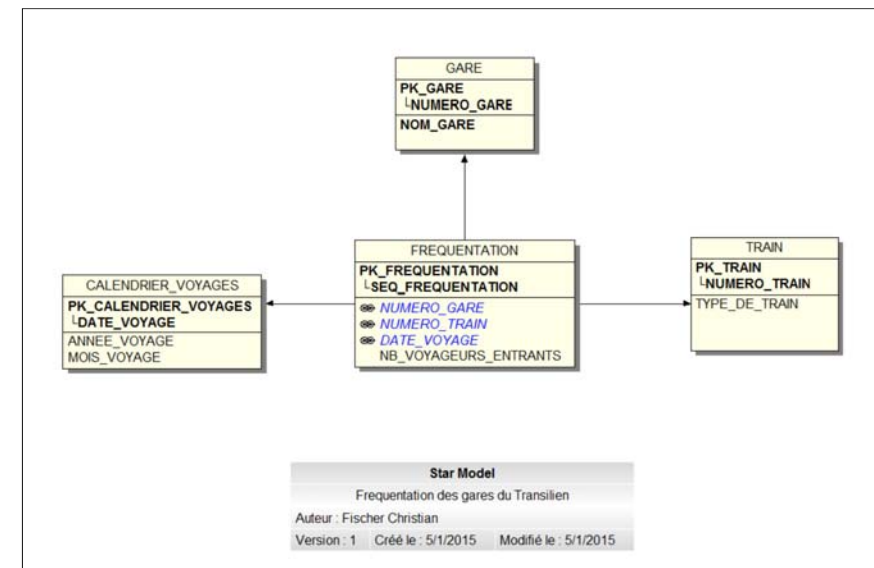 GARE
PK_GARE
NUMERO_GARE
NOM_GARE
FREQUENTATION
PK_FREQUENTATION
SEQ_FREQUENTATION
NUMERO_GARE
NUMERO_TRAIN
DATE_VOYAGE
NB_VOYAGEURS_ENTRANTS
TRAIN
PK_TRAIN
NUMERO_TRAIN
TYPE_DE_TRAIN
CALENDRIER_VOYAGES
PK_CALENDRIER_VOYAGES
DATE_VOYAGE
ANNEE_VOYAGE
MOIS_VOYAGE
Star Model
Frequentation des gares du Transilien
Auteur : Fischer Christian
Version : 1 Créé le : 5/1/2015 Modifié le : 5/1/2015